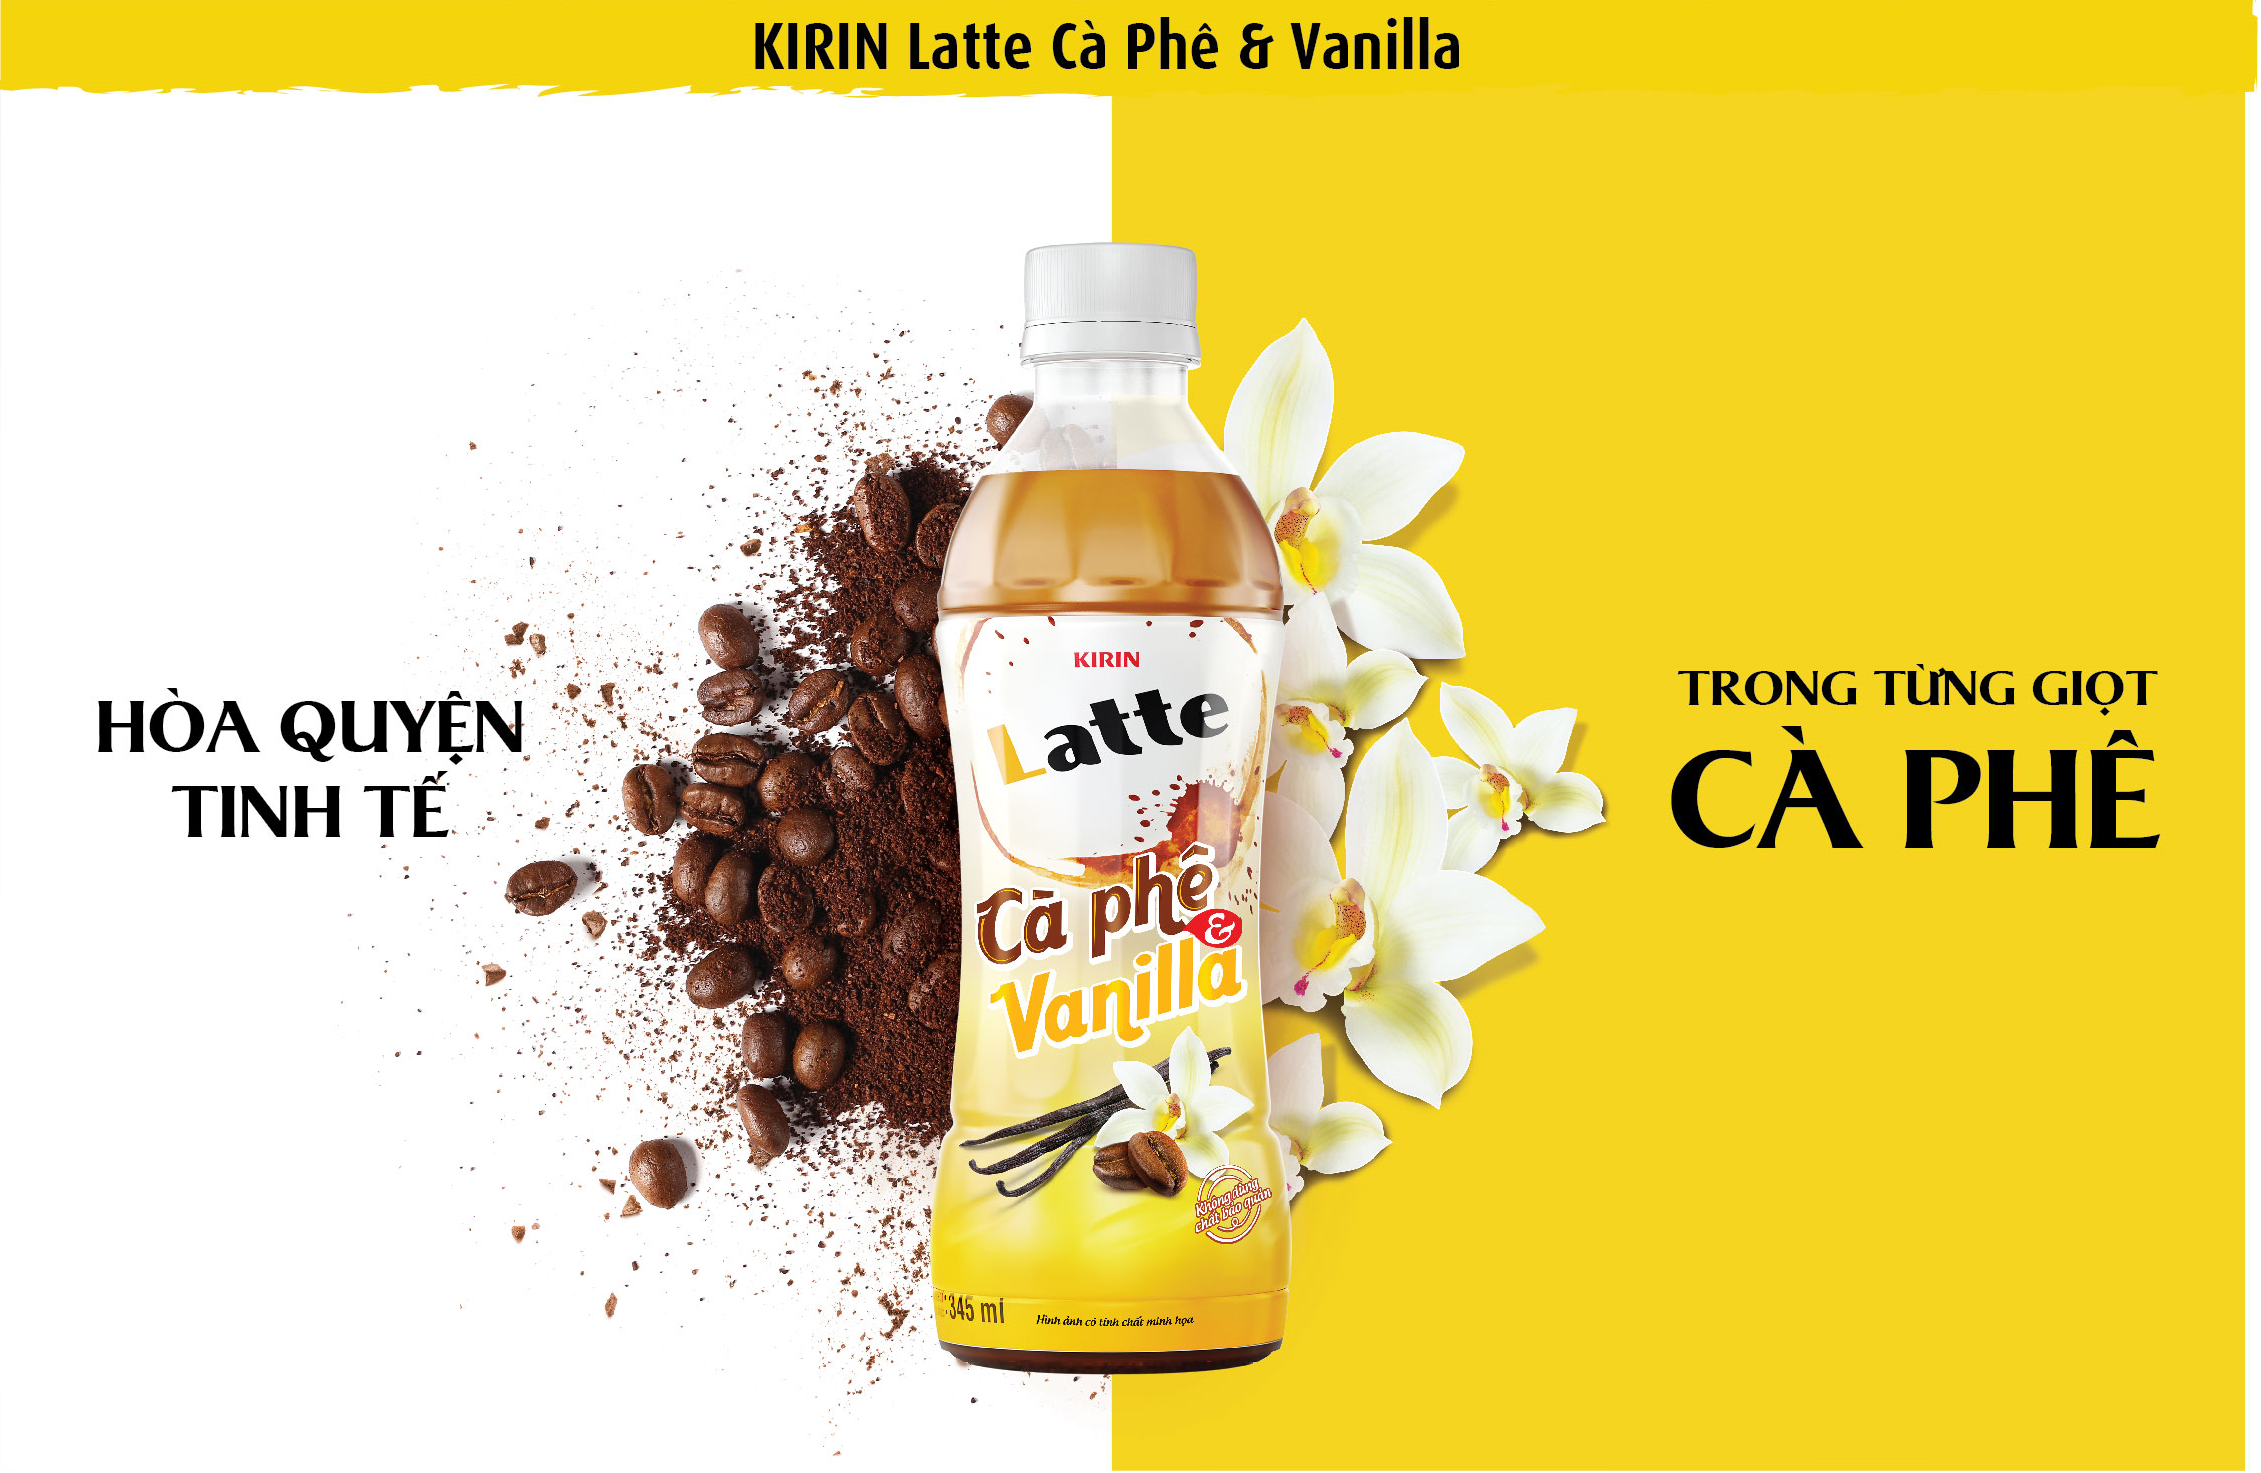 KIRIN Latte Cà Phê & Vanilla
HÒA QUYỆN
TINH TẾ
TRONG TỪNG GIỌT
CÀ PHÊ
KIRIN
Latte
Cà phê
&
Vanilla
Không dùng
chất bảo quản
345 ml
Hình ảnh có tính chất minh họa